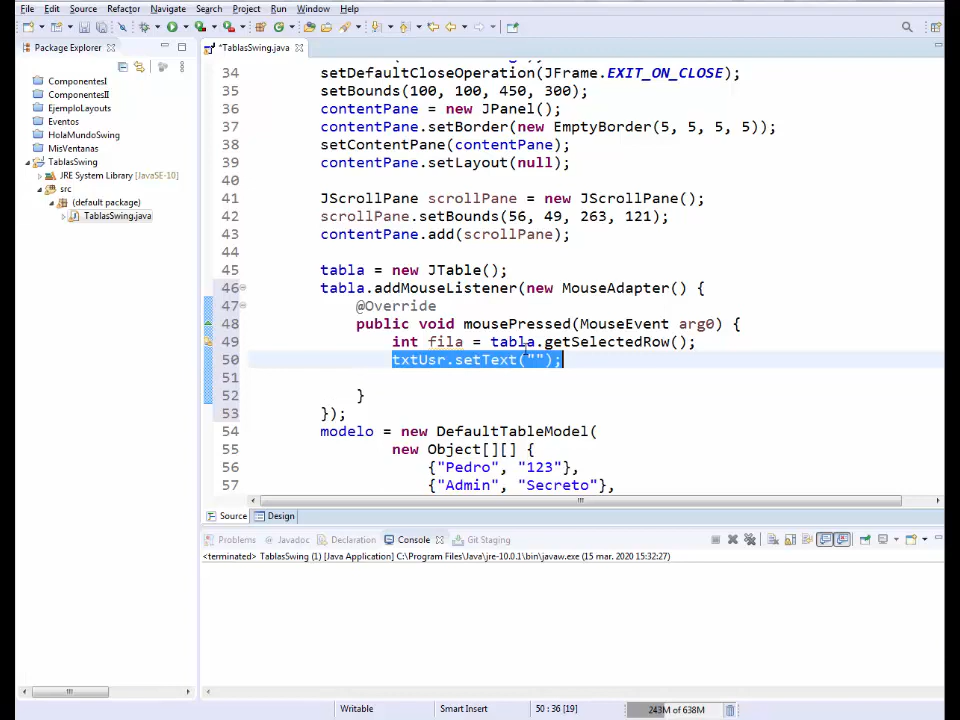 File Edit Source Refactor Navigate Search Project Run Window Help
Package Explorer
*TablasSwing.java
ComponentesI
ComponentesII
EjemploLayouts
Eventos
HolaMundoSwing
MisVentanas
TablasSwing
JRE System Library [JavaSE-10]
src
(default package)
TablasSwing.java
34 setDefaultCloseOperation(JFrame.EXIT_ON_CLOSE);
35 setBounds(100, 100, 450, 300);
36 contentPane = new JPanel();
37 contentPane.setBorder(new EmptyBorder(5, 5, 5, 5));
38 setContentPane(contentPane);
39 contentPane.setLayout(null);
40
41 JScrollPane scrollPane = new JScrollPane();
42 scrollPane.setBounds(56, 49, 263, 121);
43 contentPane.add(scrollPane);
44
45 tabla = new JTable();
46 tabla.addMouseListener(new MouseAdapter() {
47 @Override
48 public void mousePressed(MouseEvent arg0) {
49 int fila = tabla.getSelectedRow();
50 txtUsr.setText("");
51
52 }
53 });
54 modelo = new DefaultTableModel(
55 new Object[][] {
56 {"Pedro", "123"},
57 {"Admin", "Secreto"},
Source Design
Problems Javadoc Declaration Console Git Staging
<terminated> TablasSwing (1) [Java Application] C:\Program Files\Java\jre-10.0.1\bin\javaw.exe (15 mar. 2020 15:32:27)
Writable Smart Insert 50 : 36 [19] 243M of 638M